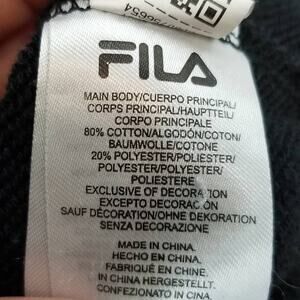 56654
FILA
MAIN BODY/CUERPO PRINCIPAL/
CORPS PRINCIPAL/HAUPTTEIL/
CORPO PRINCIPALE
80% COTTON/ALGODÓN/COTON/
BAUMWOLLE/COTONE
20% POLYESTER/POLIÉSTER/
POLYESTER/POLYESTER/
POLIESTERE
EXCLUSIVE OF DECORATION
EXCEPTO DECORACIÓN
SAUF DÉCORATION/OHNE DEKORATION
SENZA DECORAZIONE
MADE IN CHINA.
HECHO EN CHINA.
FABRIQUÉ EN CHINE.
IN CHINA HERGESTELLT.
CONFEZIONATO IN CINA.